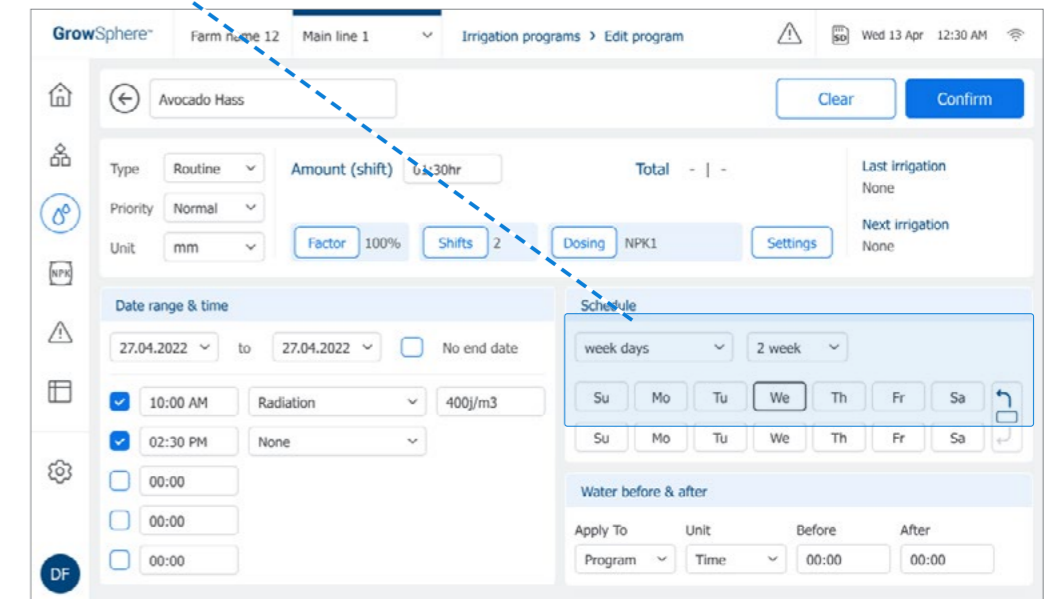 GrowSphere™ Farm name 12 Main line 1 Irrigation programs > Edit program SD Wed 13 Apr 12:30 AM
Avocado Hass Clear Confirm
Type Routine Amount (shift) 01:30hr Total - | - Last irrigation
None
Priority Normal
Next irrigation
Unit mm Factor 100% Shifts 2 Dosing NPK1 Settings None
NPK
Date range & time
27.04.2022 to 27.04.2022 No end date
10:00 AM Radiation 400j/m3
02:30 PM None
00:00
00:00
00:00
Schedule
week days 2 week
Su Mo Tu We Th Fr Sa
Su Mo Tu We Th Fr Sa
Water before & after
Apply To Unit Before After
Program Time 00:00 00:00
DF